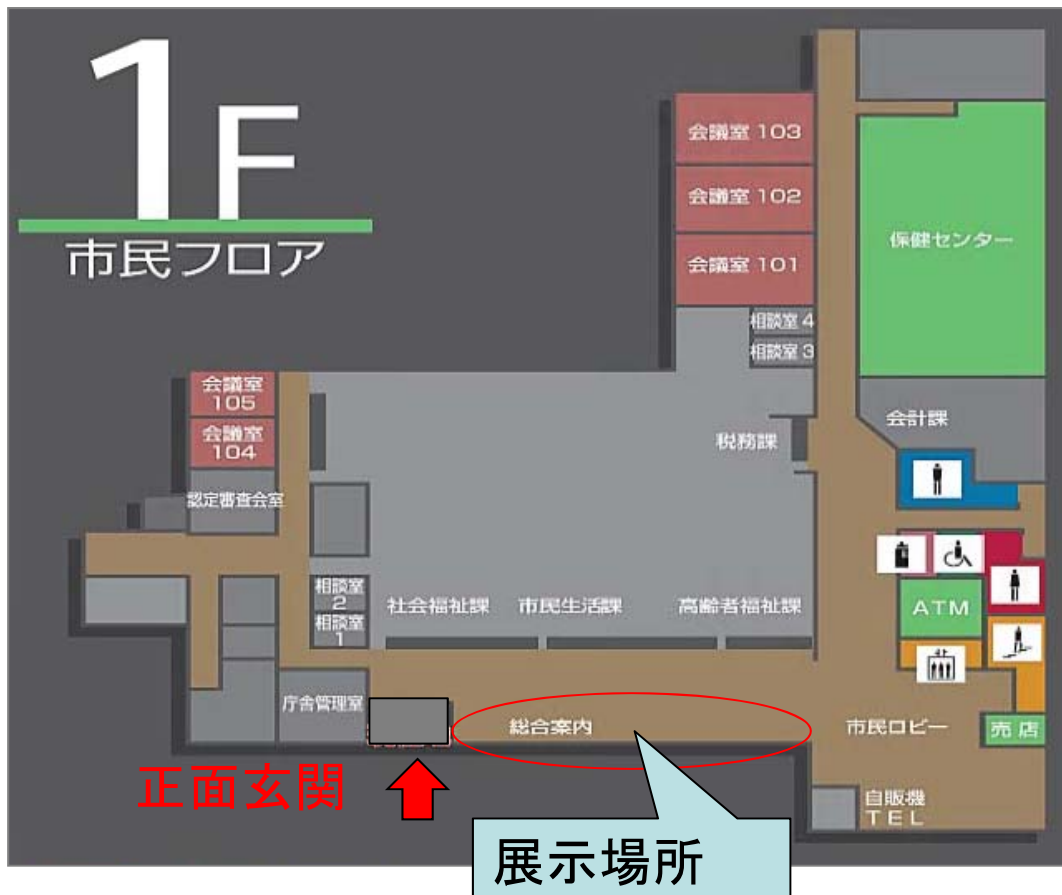 1F
市民フロア
会議室 103
会議室 102
会議室 101
保健センター
相談室 4
相談室 3
会議室
105
会議室
104
税務課
会計課
認定審査会室
相談室
2
相談室
1
社会福祉課
市民生活課
高齢者福祉課
ATM
庁舎管理室
総合案内
市民ロビー
売店
正面玄関
自販機
TEL
展示場所